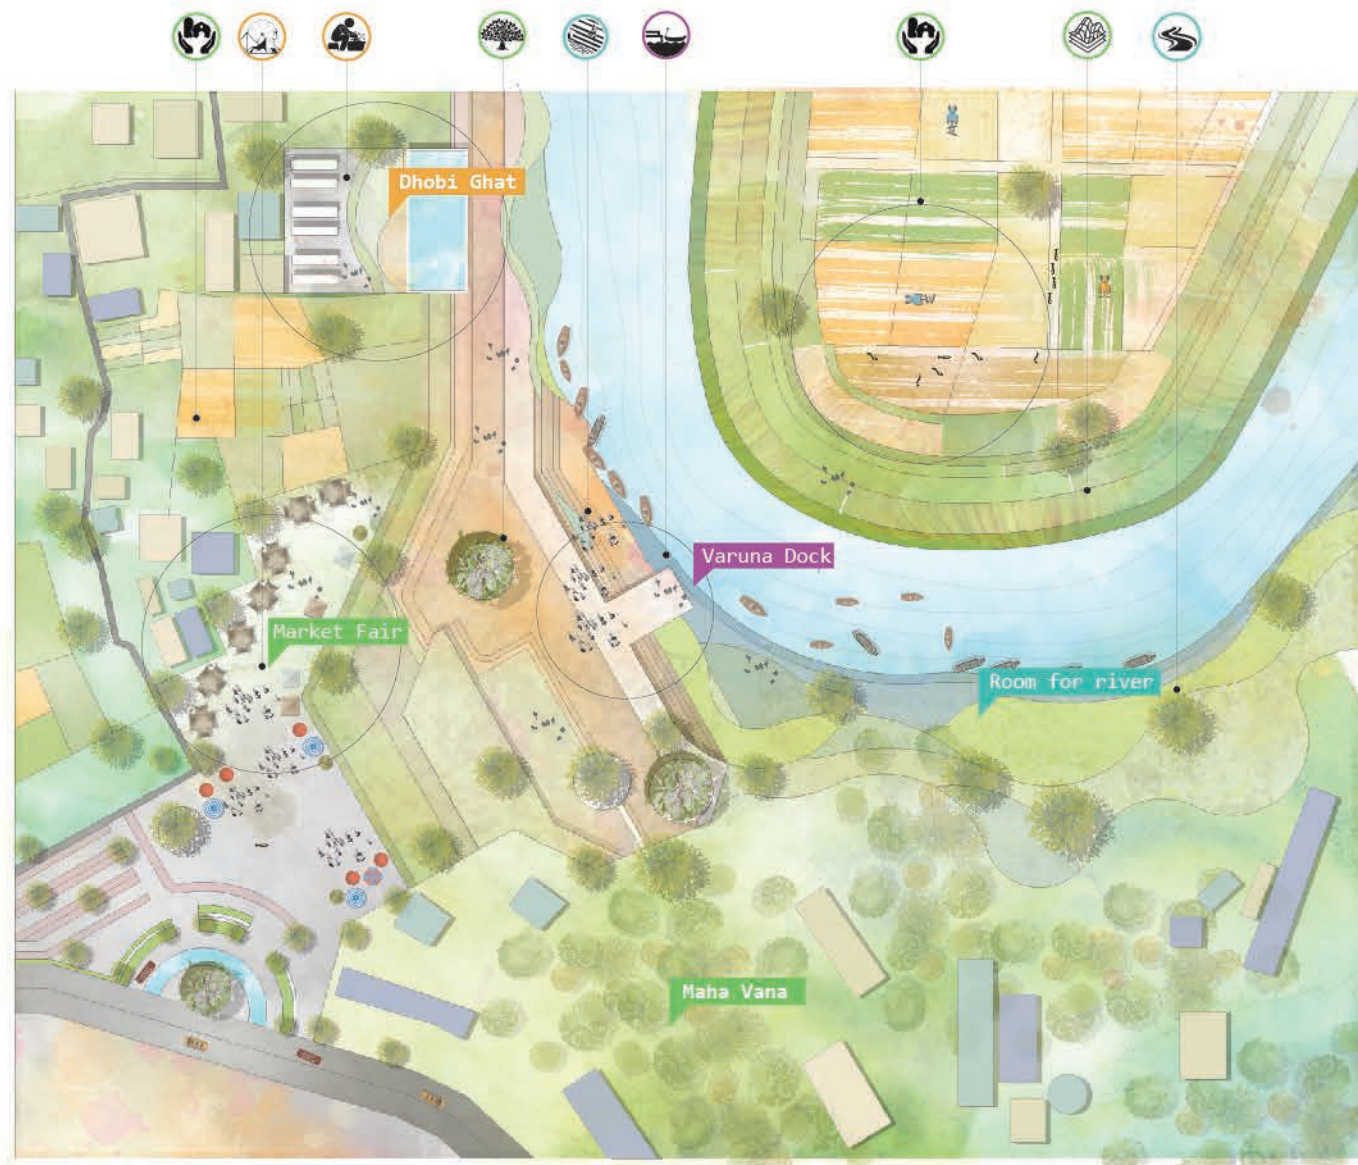 Dhobi Ghat
Varuna Dock
Market Fair
Room for river
Maha Vana